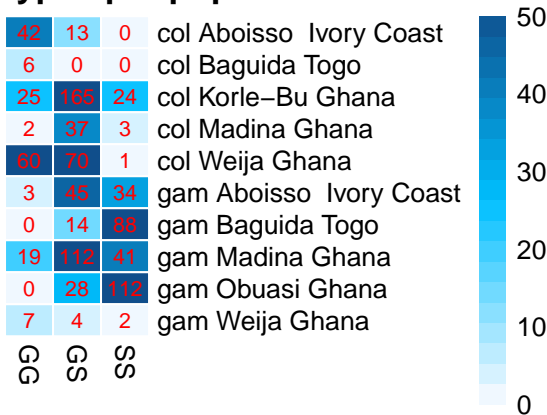 50
42 13 0 col Aboisso Ivory Coast
6 0 0 col Baguida Togo
25 165 24 col Korle−Bu Ghana
40
2 37 3 col Madina Ghana
60 70 1 col Weija Ghana
30
3 45 34 gam Aboisso Ivory Coast
0 14 88 gam Baguida Togo
20
19 112 41 gam Madina Ghana
0 28 112 gam Obuasi Ghana
10
7 4 2 gam Weija Ghana
GG GS SS
0